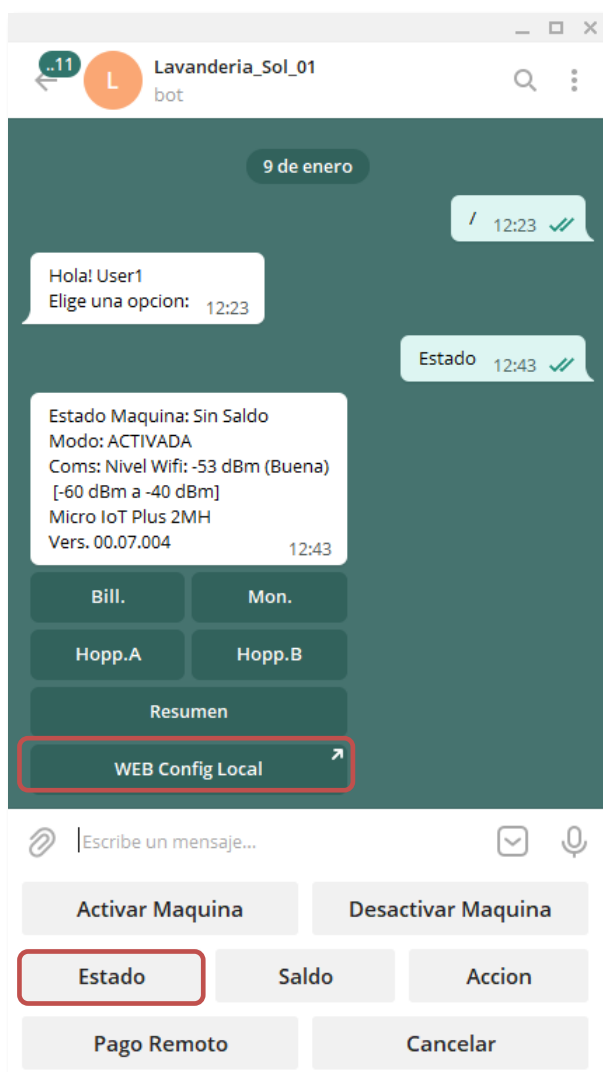 ..11
L
Lavanderia_Sol_01
bot
9 de enero
/ 12:23
Hola! User1
Elige una opcion: 12:23
Estado 12:43
Estado Maquina: Sin Saldo
Modo: ACTIVADA
Coms: Nivel Wifi: -53 dBm (Buena)
[-60 dBm a -40 dBm]
Micro IoT Plus 2MH
Vers. 00.07.004 12:43
Bill. Mon.
Hopp.A Hopp.B
Resumen
WEB Config Local
Escribe un mensaje...
Activar Maquina Desactivar Maquina
Estado Saldo Accion
Pago Remoto Cancelar